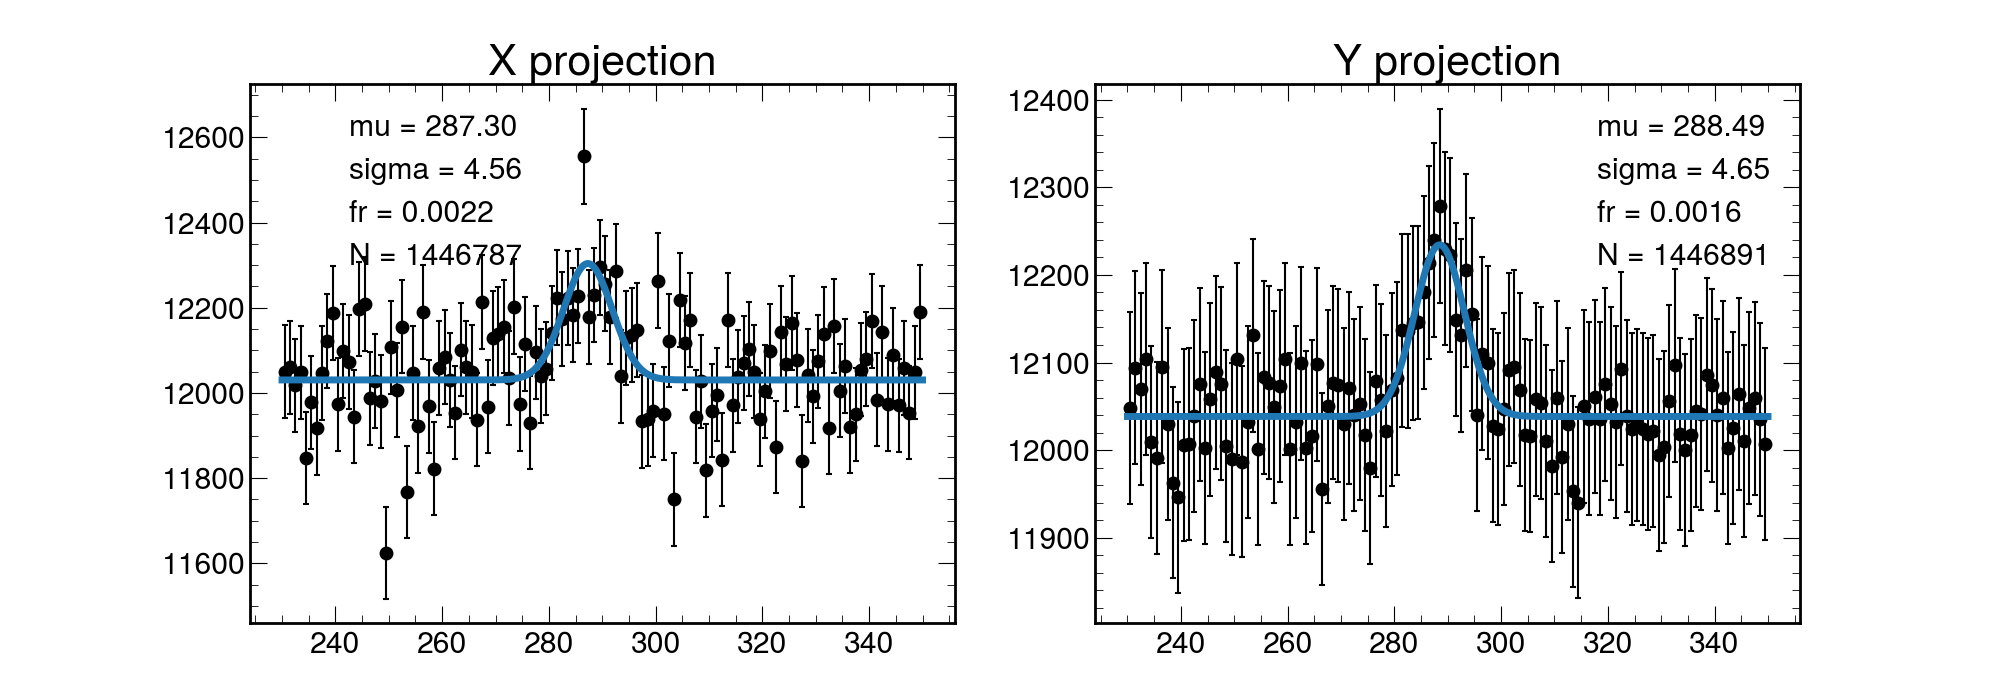 X projection
12600
12400
12200
12000
11800
11600
mu = 287.30
sigma = 4.56
fr = 0.0022
N = 1446787
240 260 280 300 320 340
Y projection
12400
12300
12200
12100
12000
11900
mu = 288.49
sigma = 4.65
fr = 0.0016
N = 1446891
240 260 280 300 320 340